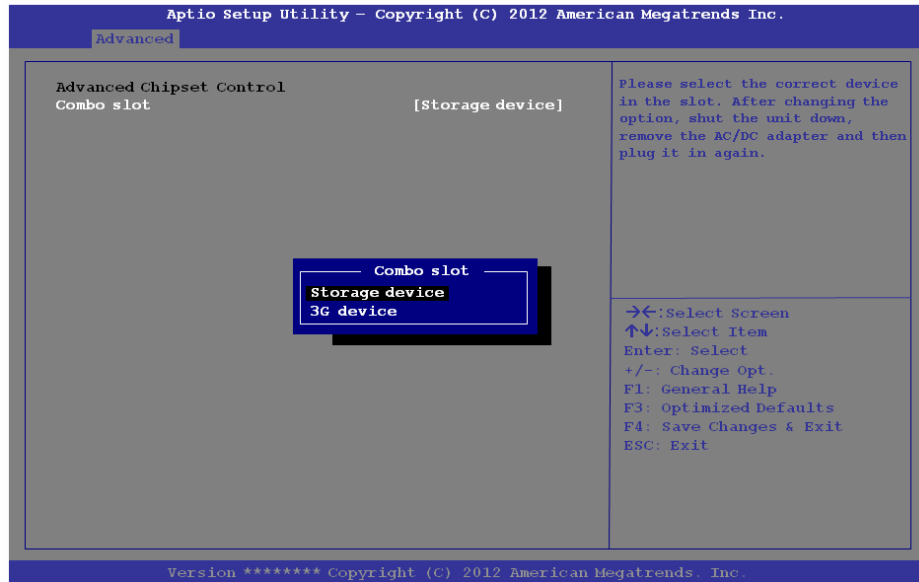 Aptio Setup Utility – Copyright (C) 2012 American Megatrends Inc.
Advanced
Advanced Chipset Control
Combo slot [Storage device]
Please select the correct device
in the slot. After changing the
option, shut the unit down,
remove the AC/DC adapter and then
plug it in again.
Combo slot
Storage device
3G device
→←:Select Screen
↑↓:Select Item
Enter: Select
+/-: Change Opt.
F1: General Help
F3: Optimized Defaults
F4: Save Changes & Exit
ESC: Exit
Version ******** Copyright (C) 2012 American Megatrends. Inc.